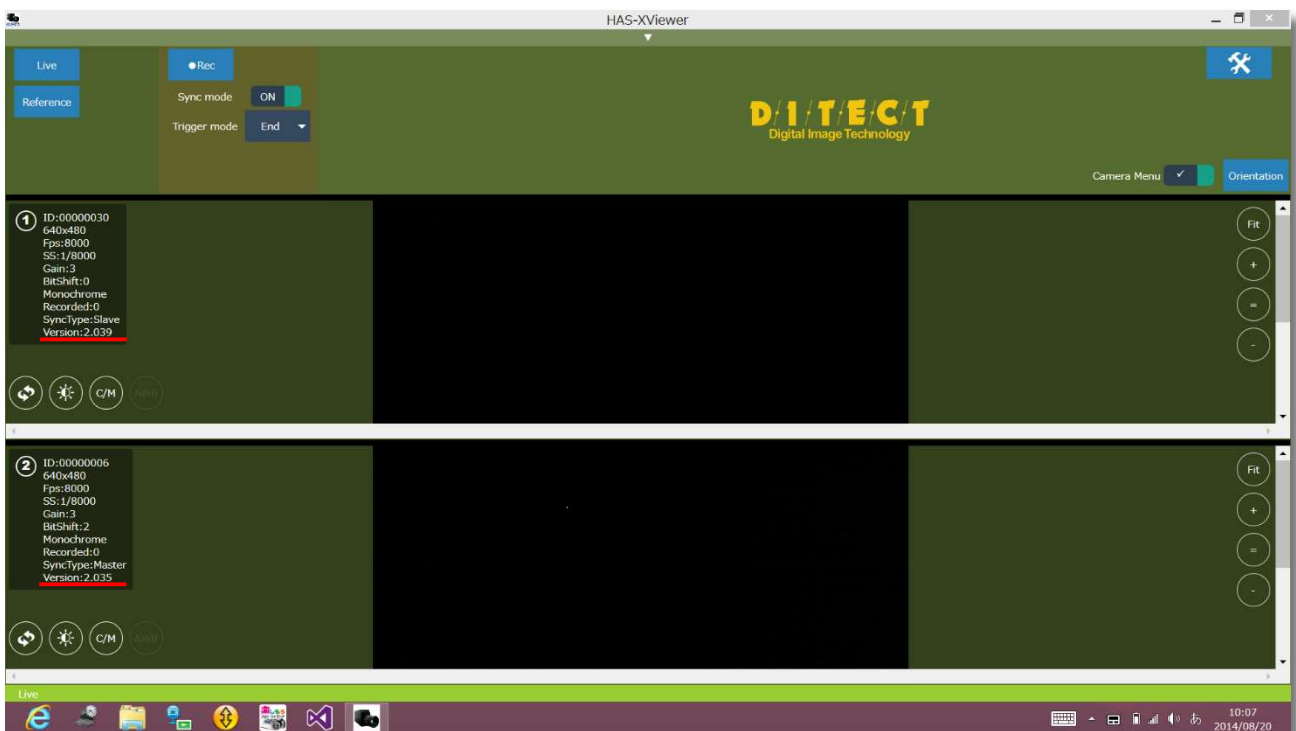 HAS-XViewer
Live
●Rec
Reference
Sync mode ON
Trigger mode End
D/I/T/E/C/T
Digital Image Technology
Camera Menu ✓ Orientation
1 ID:00000030
640x480
Fps:8000
SS:1/8000
Gain:3
BitShift:0
Monochrome
Recorded:0
SyncType:Slave
Version:2.039
Fit
+
=
-
C/M AWB
2 ID:00000006
640x480
Fps:8000
SS:1/8000
Gain:3
BitShift:2
Monochrome
Recorded:0
SyncType:Master
Version:2.035
Fit
+
=
-
C/M AWB
Live
あ 10:07
2014/08/20